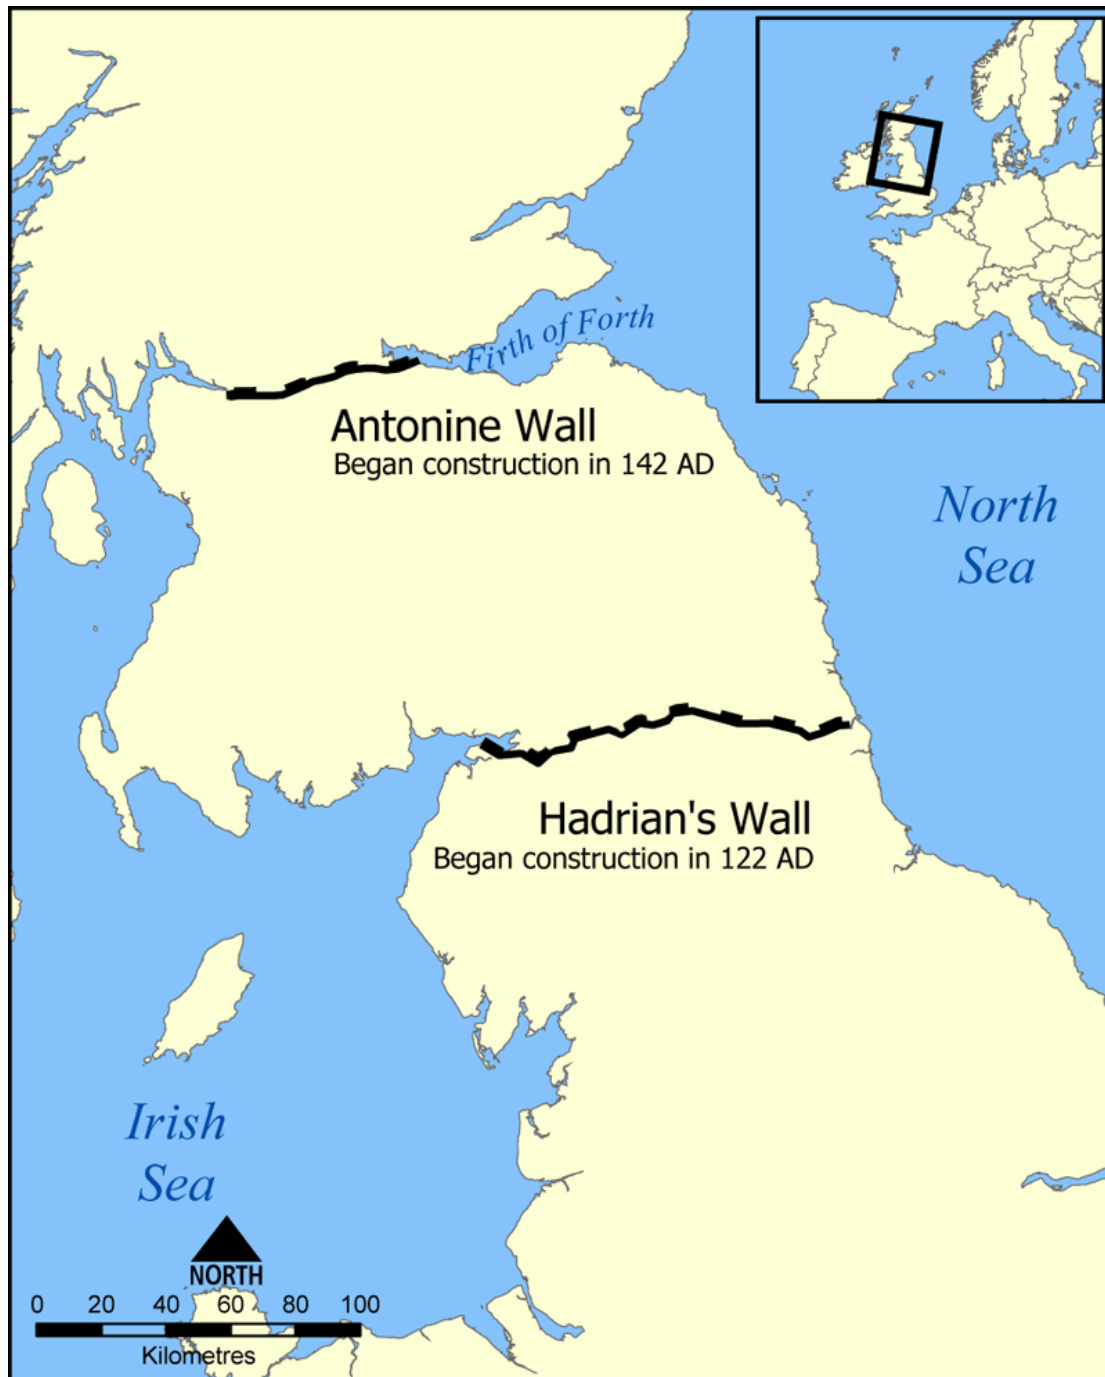 Firth of Forth
Antonine Wall
Began construction in 142 AD
North
Sea
Hadrian's Wall
Began construction in 122 AD
Irish
Sea
NORTH
0 20 40 60 80 100
Kilometres